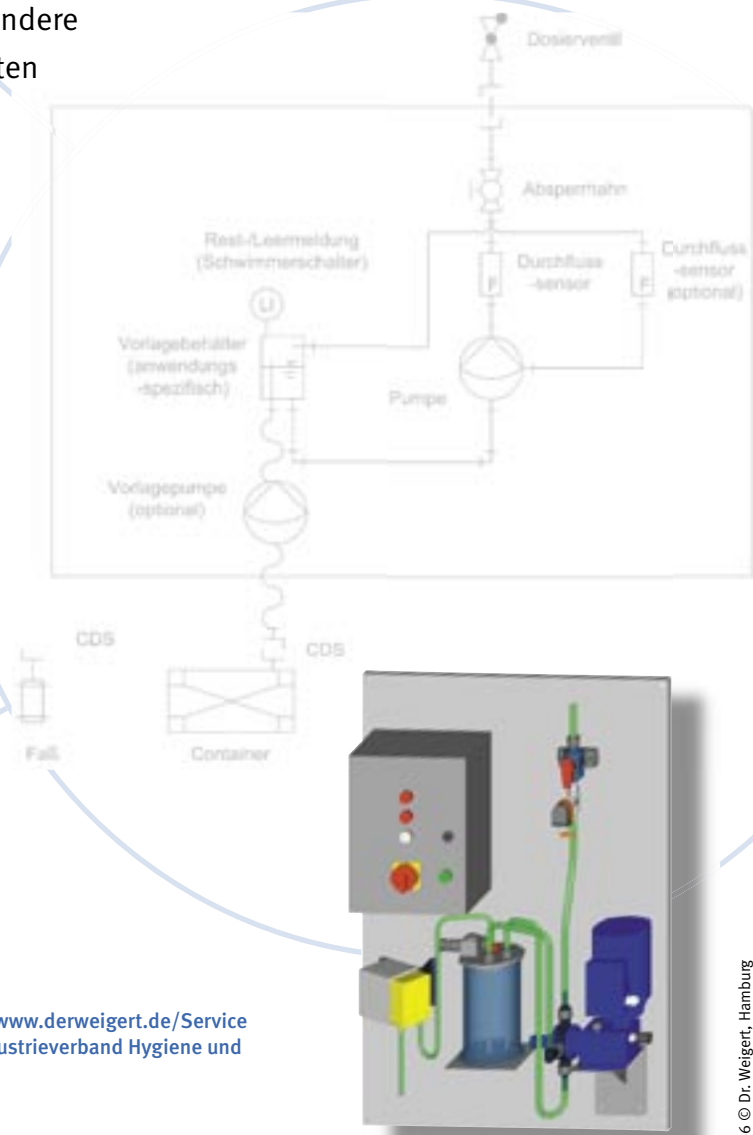 ndere
ten
Dosierventil
Absperrhahn
Rest-/Leermeldung
(Schwimmerschalter)
Durchfluss
-sensor
Durchfluss
-sensor
(optional)
LI
F
F
Vorlagebehälter
(anwendungs
-spezifisch)
Pumpe
Vorlagepumpe
(optional)
CDS
CDS
Faß
Container
www.derweigert.de/Service
ustrieverband Hygiene und
6 © Dr. Weigert, Hamburg